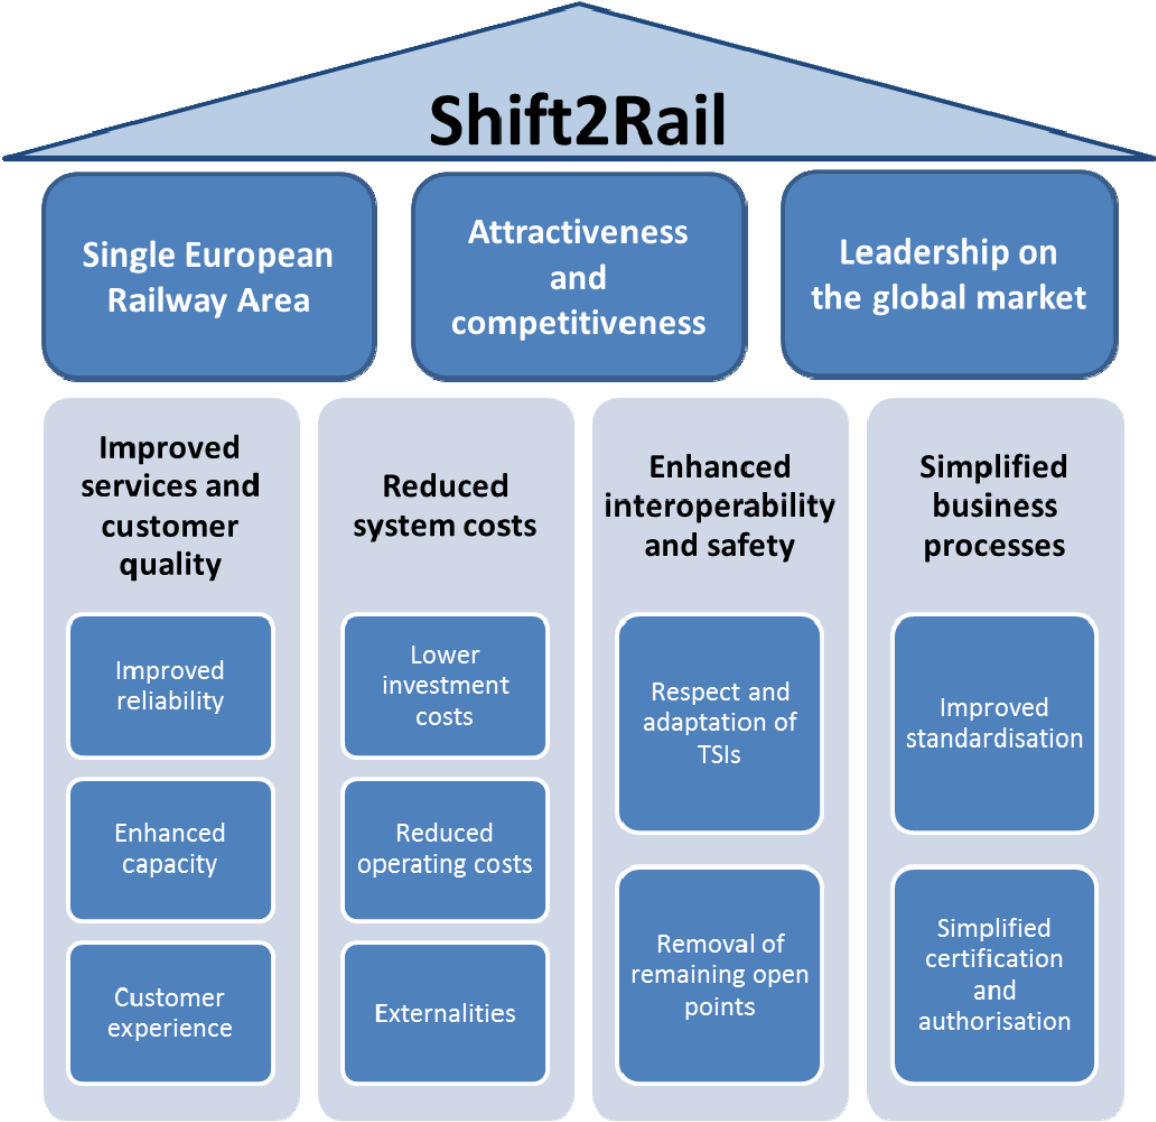 Shift2Rail
Single European
Railway Area
Attractiveness
and
competitiveness
Leadership on
the global market
Improved
services and
customer
quality
Improved
reliability
Enhanced
capacity
Customer
experience
Reduced
system costs
Lower
investment
costs
Reduced
operating costs
Externalities
Enhanced
interoperability
and safety
Respect and
adaptation of
TSIs
Removal of
remaining open
points
Simplified
business
processes
Improved
standardisation
Simplified
certification
and
authorisation